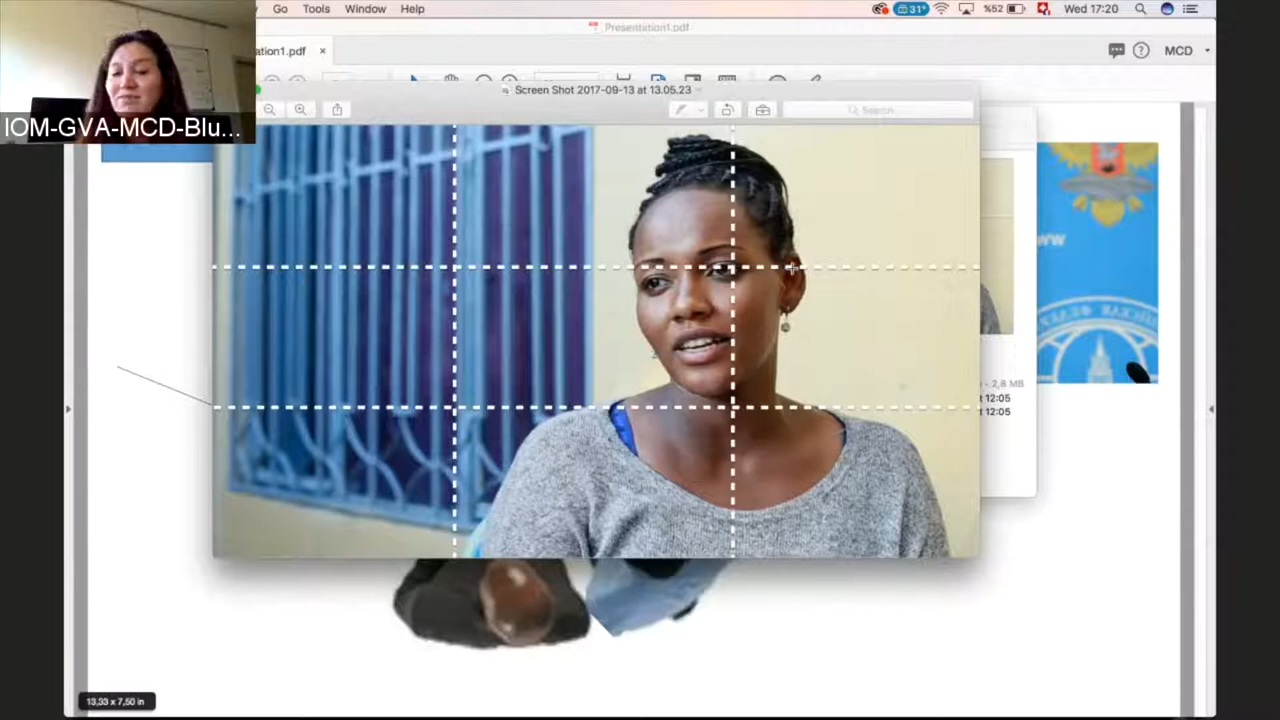 Go Tools Window Help
31° %52 Wed 17:20
Presentation1.pdf
ation1.pdf × MCD
Screen Shot 2017-09-13 at 13.05.23
Search
IOM-GVA-MCD-Blu...
ww
- 2,8 MB
12:05
12:05
13,33 x 7,50 in